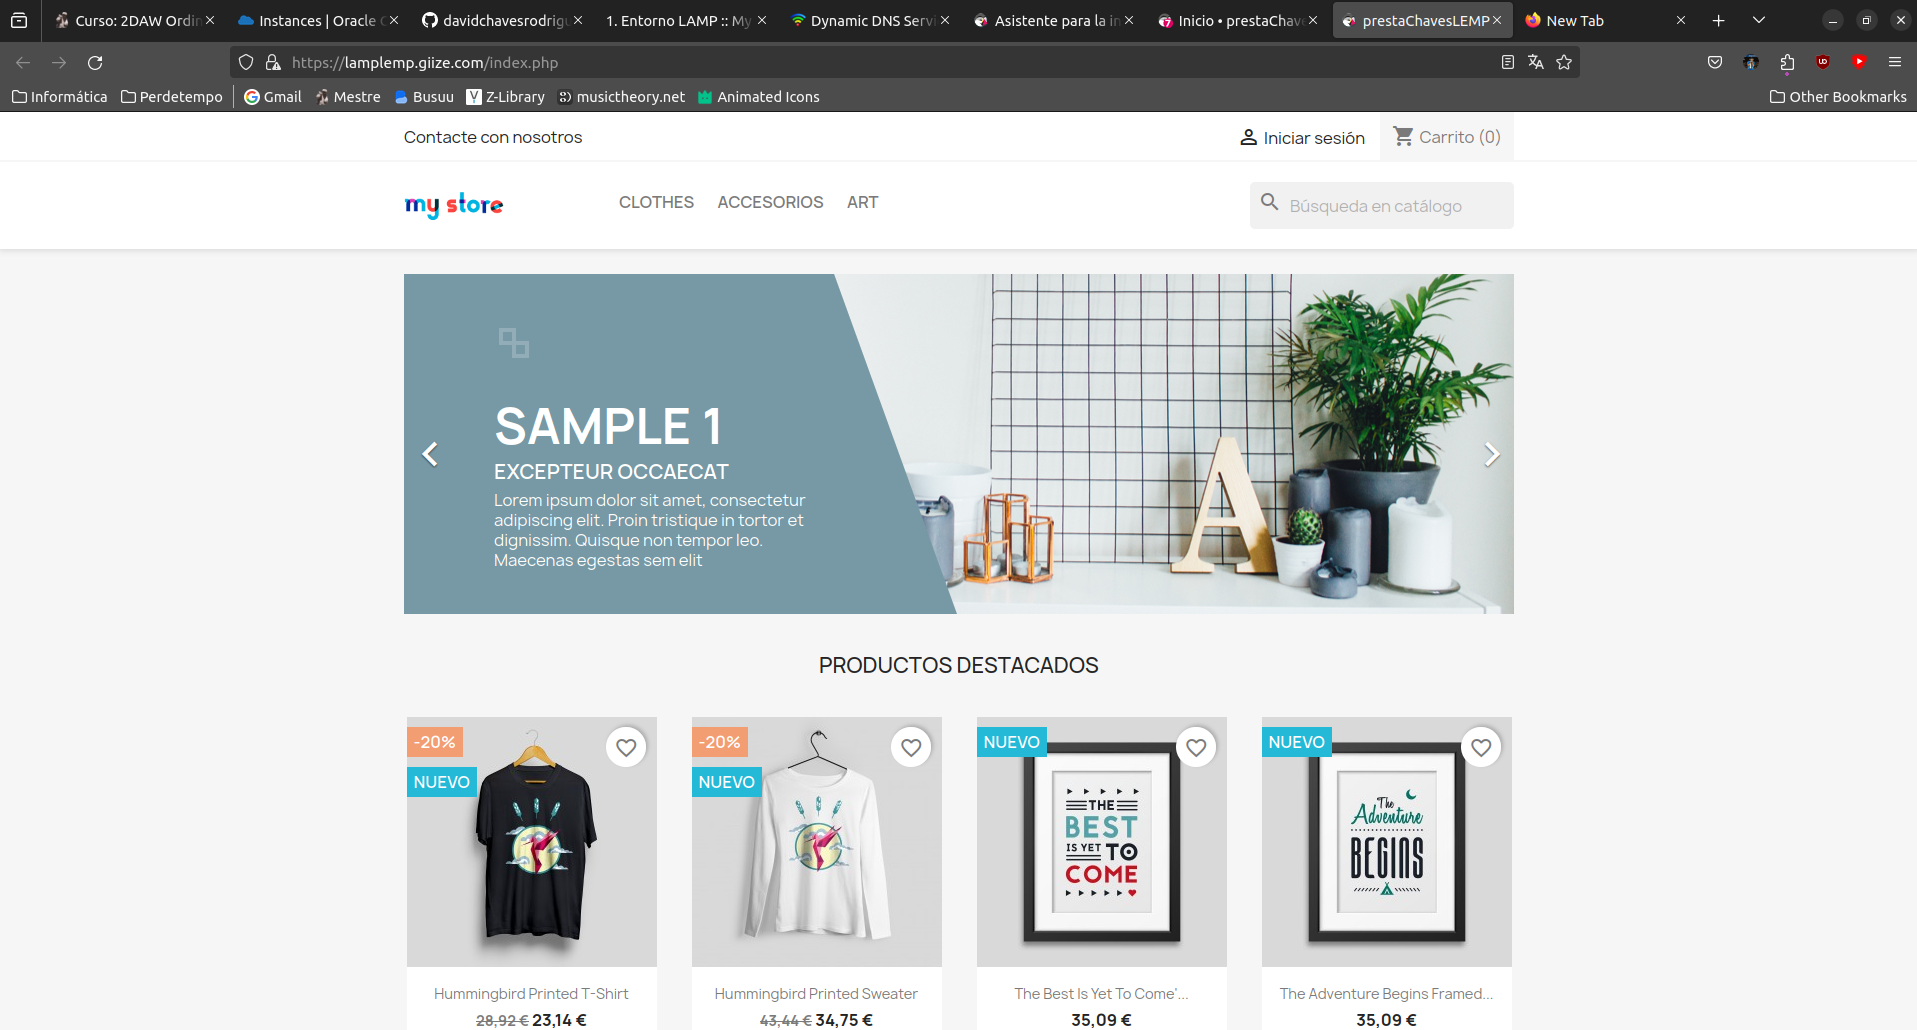 Curso: 2DAW Ordin
Instances | Oracle C
davidchavesrodrigu
1. Entorno LAMP :: My
Dynamic DNS Servi
Asistente para la in
Inicio • prestaChave
prestaChavesLEMP
New Tab
https://lamplemp.giize.com/index.php
Informática
Perdetempo
Gmail
Mestre
Busuu
Z-Library
musictheory.net
Animated Icons
Other Bookmarks
Contacte con nosotros
Iniciar sesión
Carrito (0)
my store
CLOTHES
ACCESORIOS
ART
Búsqueda en catálogo
SAMPLE 1
EXCEPTEUR OCCAECAT
Lorem ipsum dolor sit amet, consectetur
adipiscing elit. Proin tristique in tortor et
dignissim. Quisque non tempor leo.
Maecenas egestas sem elit
A
PRODUCTOS DESTACADOS
-20%
NUEVO
-20%
NUEVO
NUEVO
THE
BEST
IS YET TO
COME
NUEVO
The
Adventure
BEGINS
Hummingbird Printed T-Shirt
28,92 € 23,14 €
Hummingbird Printed Sweater
43,44 € 34,75 €
The Best Is Yet To Come'...
35,09 €
The Adventure Begins Framed...
35,09 €